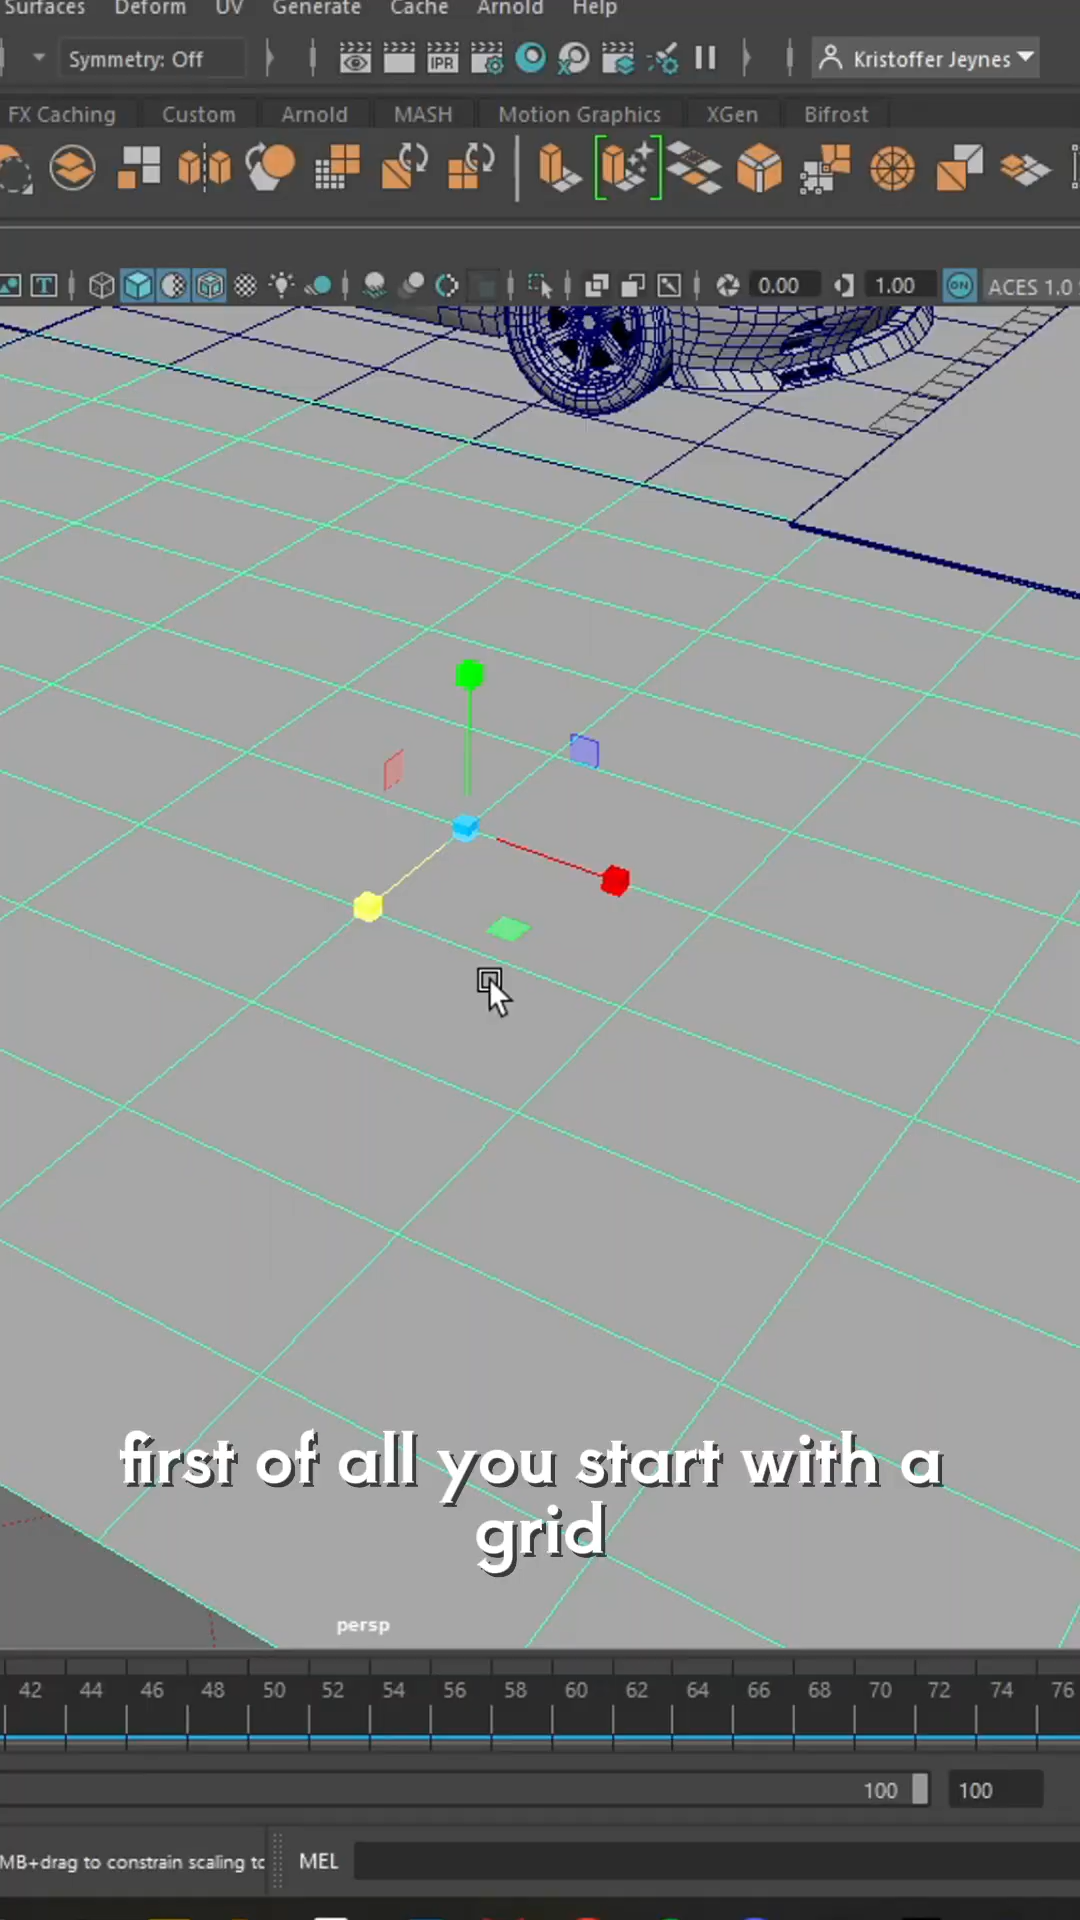 Surfaces Deform UV Generate Cache Arnold Help
Symmetry: Off IPR Kristoffer Jeynes
FX Caching Custom Arnold MASH Motion Graphics XGen Bifrost
T 0.00 1.00 ON ACES 1.0
first of all you start with a
grid
persp
42 44 46 48 50 52 54 56 58 60 62 64 66 68 70 72 74 76
100 100
MB+drag to constrain scaling to MEL